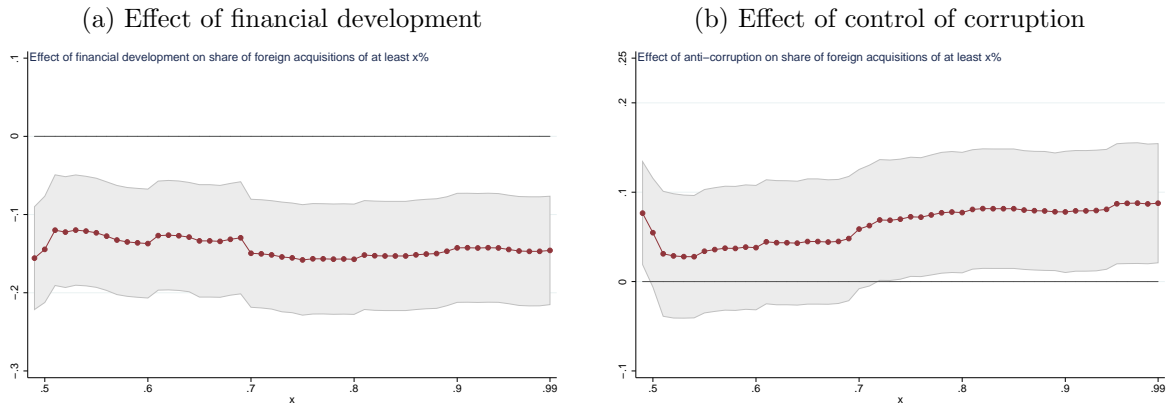 (a) Effect of financial development
Effect of financial development on share of foreign acquisitions of at least x%
.1
0
−.1
−.2
−.3
.5 .6 .7 .8 .9 .99
x
(b) Effect of control of corruption
Effect of anti−corruption on share of foreign acquisitions of at least x%
.25
.2
.1
0
−.1
.5 .6 .7 .8 .9 .99
x